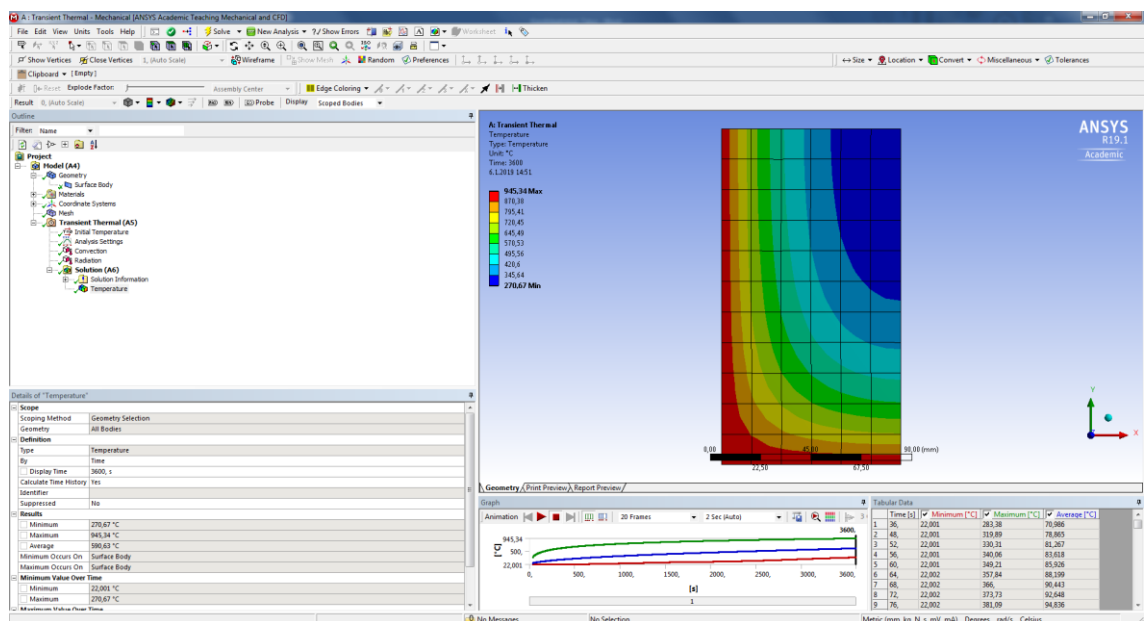 A : Transient Thermal - Mechanical [ANSYS Academic Teaching Mechanical and CFD]
File Edit View Units Tools Help Solve New Analysis ?/ Show Errors Worksheet
Show Vertices Close Vertices 1, (Auto Scale) Wireframe Show Mesh Random Preferences Size Location Convert Miscellaneous Tolerances
Clipboard [Empty]
Reset Explode Factor: Assembly Center Edge Coloring Thicken
Result 0, (Auto Scale) Probe Display Scoped Bodies
Outline
Filter: Name
Project
Model (A4)
Geometry
Surface Body
Materials
Coordinate Systems
Mesh
Transient Thermal (A5)
Initial Temperature
Analysis Settings
Convection
Radiation
Solution (A6)
Solution Information
Temperature
A: Transient Thermal
Temperature
Type: Temperature
Unit: °C
Time: 3600
6.1.2019 14:51
945,34 Max
870,38
795,41
720,45
645,49
570,53
495,56
420,6
345,64
270,67 Min
ANSYS
R19.1
Academic
0,00 45,00 90,00 (mm)
22,50 67,50
Y
X
Details of "Temperature"
Scope
Scoping Method Geometry Selection
Geometry All Bodies
Definition
Type Temperature
By Time
Display Time 3600, s
Calculate Time History Yes
Identifier
Suppressed No
Results
Minimum 270,67 °C
Maximum 945,34 °C
Average 590,63 °C
Minimum Occurs On Surface Body
Maximum Occurs On Surface Body
Minimum Value Over Time
Minimum 22,001 °C
Maximum 270,67 °C
Maximum Value Over Time
Geometry Print Preview Report Preview
Graph
Animation 20 Frames 2 Sec (Auto)
3600,
945,34
500,
22,001
[°C]
0, 500, 1000, 1500, 2000, 2500, 3000, 3600,
[s]
1
Tabular Data
Time [s] Minimum [°C] Maximum [°C] Average [°C]
1 36, 22,001 283,38 70,986
2 48, 22,001 319,89 78,865
3 52, 22,001 330,31 81,267
4 56, 22,001 340,06 83,618
5 60, 22,001 349,21 85,926
6 64, 22,001 357,84 88,199
7 68, 22,002 366, 90,443
8 72, 22,002 373,73 92,648
9 76, 22,002 381,09 94,836
No Messages No Selection Metric (mm, kg, N, s, mV, mA) Degrees rad/s Celsius